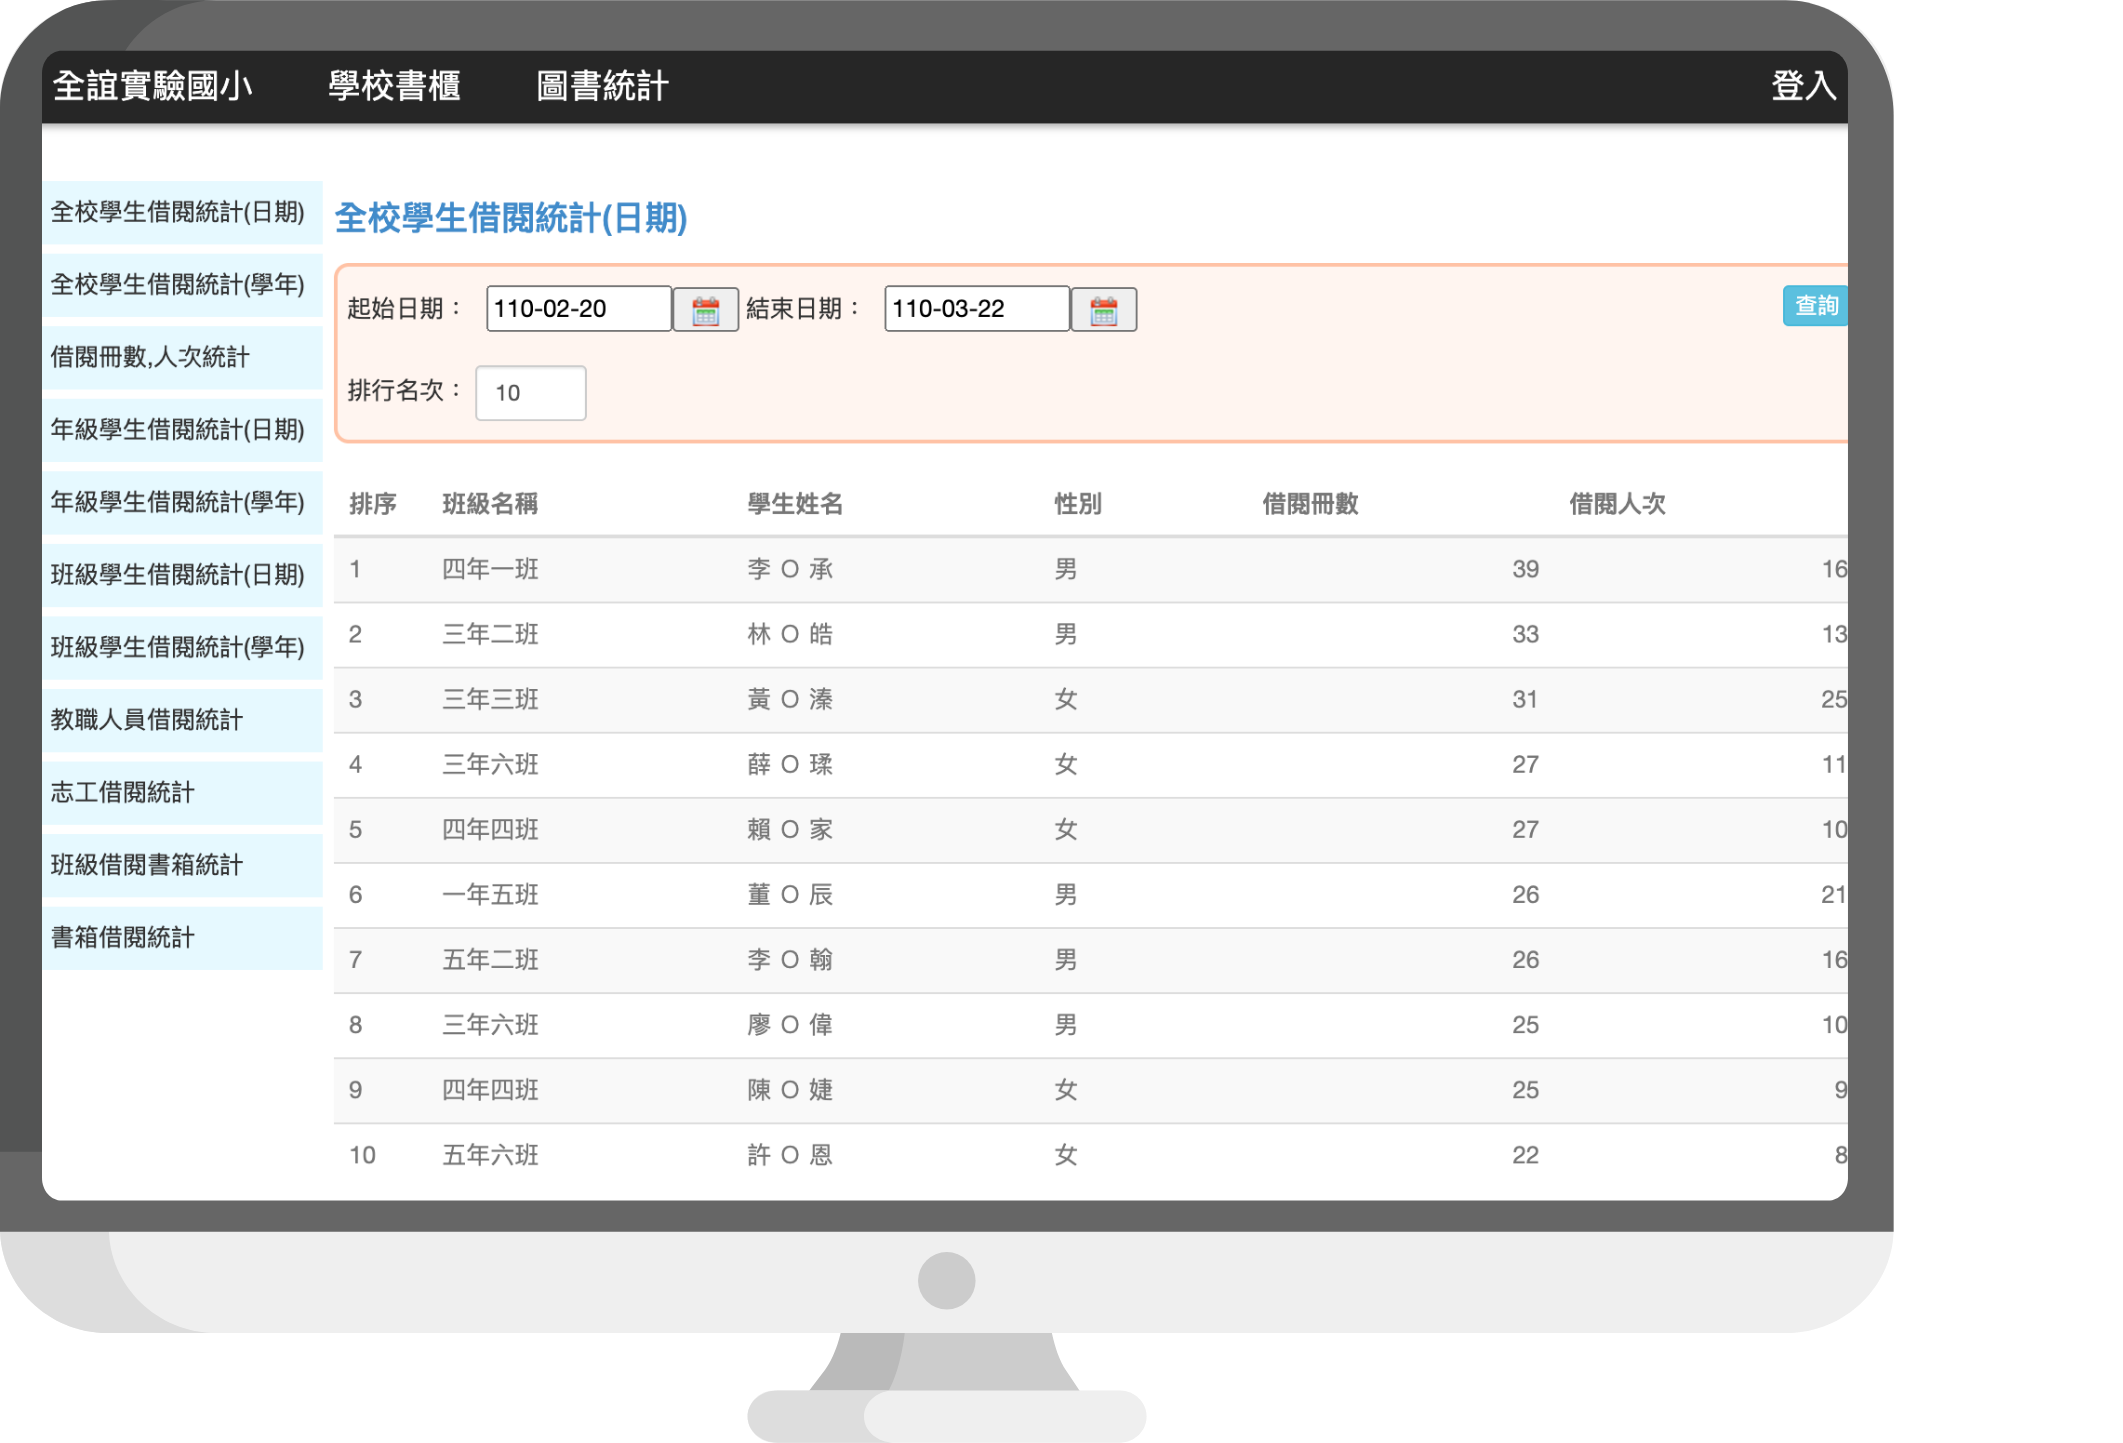 全誼實驗國小 學校書櫃 圖書統計 登入
全校學生借閱統計(日期)
全校學生借閱統計(學年)
借閱冊數,人次統計
年級學生借閱統計(日期)
年級學生借閱統計(學年)
班級學生借閱統計(日期)
班級學生借閱統計(學年)
教職人員借閱統計
志工借閱統計
班級借閱書箱統計
書箱借閱統計
全校學生借閱統計(日期)
起始日期： 110-02-20 結束日期： 110-03-22 查詢
排行名次： 10
排序 班級名稱 學生姓名 性別 借閱冊數 借閱人次
1 四年一班 李 O 承 男 39 16
2 三年二班 林 O 皓 男 33 13
3 三年三班 黃 O 溱 女 31 25
4 三年六班 薛 O 瑈 女 27 11
5 四年四班 賴 O 家 女 27 10
6 一年五班 董 O 辰 男 26 21
7 五年二班 李 O 翰 男 26 16
8 三年六班 廖 O 偉 男 25 10
9 四年四班 陳 O 婕 女 25 9
10 五年六班 許 O 恩 女 22 8